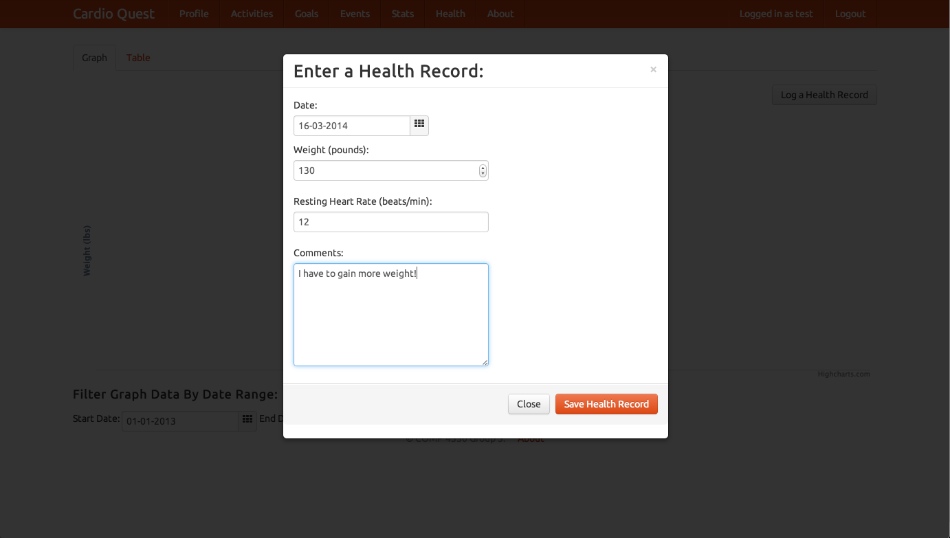 Cardio Quest Profile Activities Goals Events Stats Health About Logged in as test Logout
Graph Table
Log a Health Record
Enter a Health Record:
×
Date:
16-03-2014
Weight (pounds):
130
Resting Heart Rate (beats/min):
12
Comments:
I have to gain more weight!
Close Save Health Record
Weight (lbs)
Highcharts.com
Filter Graph Data By Date Range:
Start Date: 01-01-2013 End D